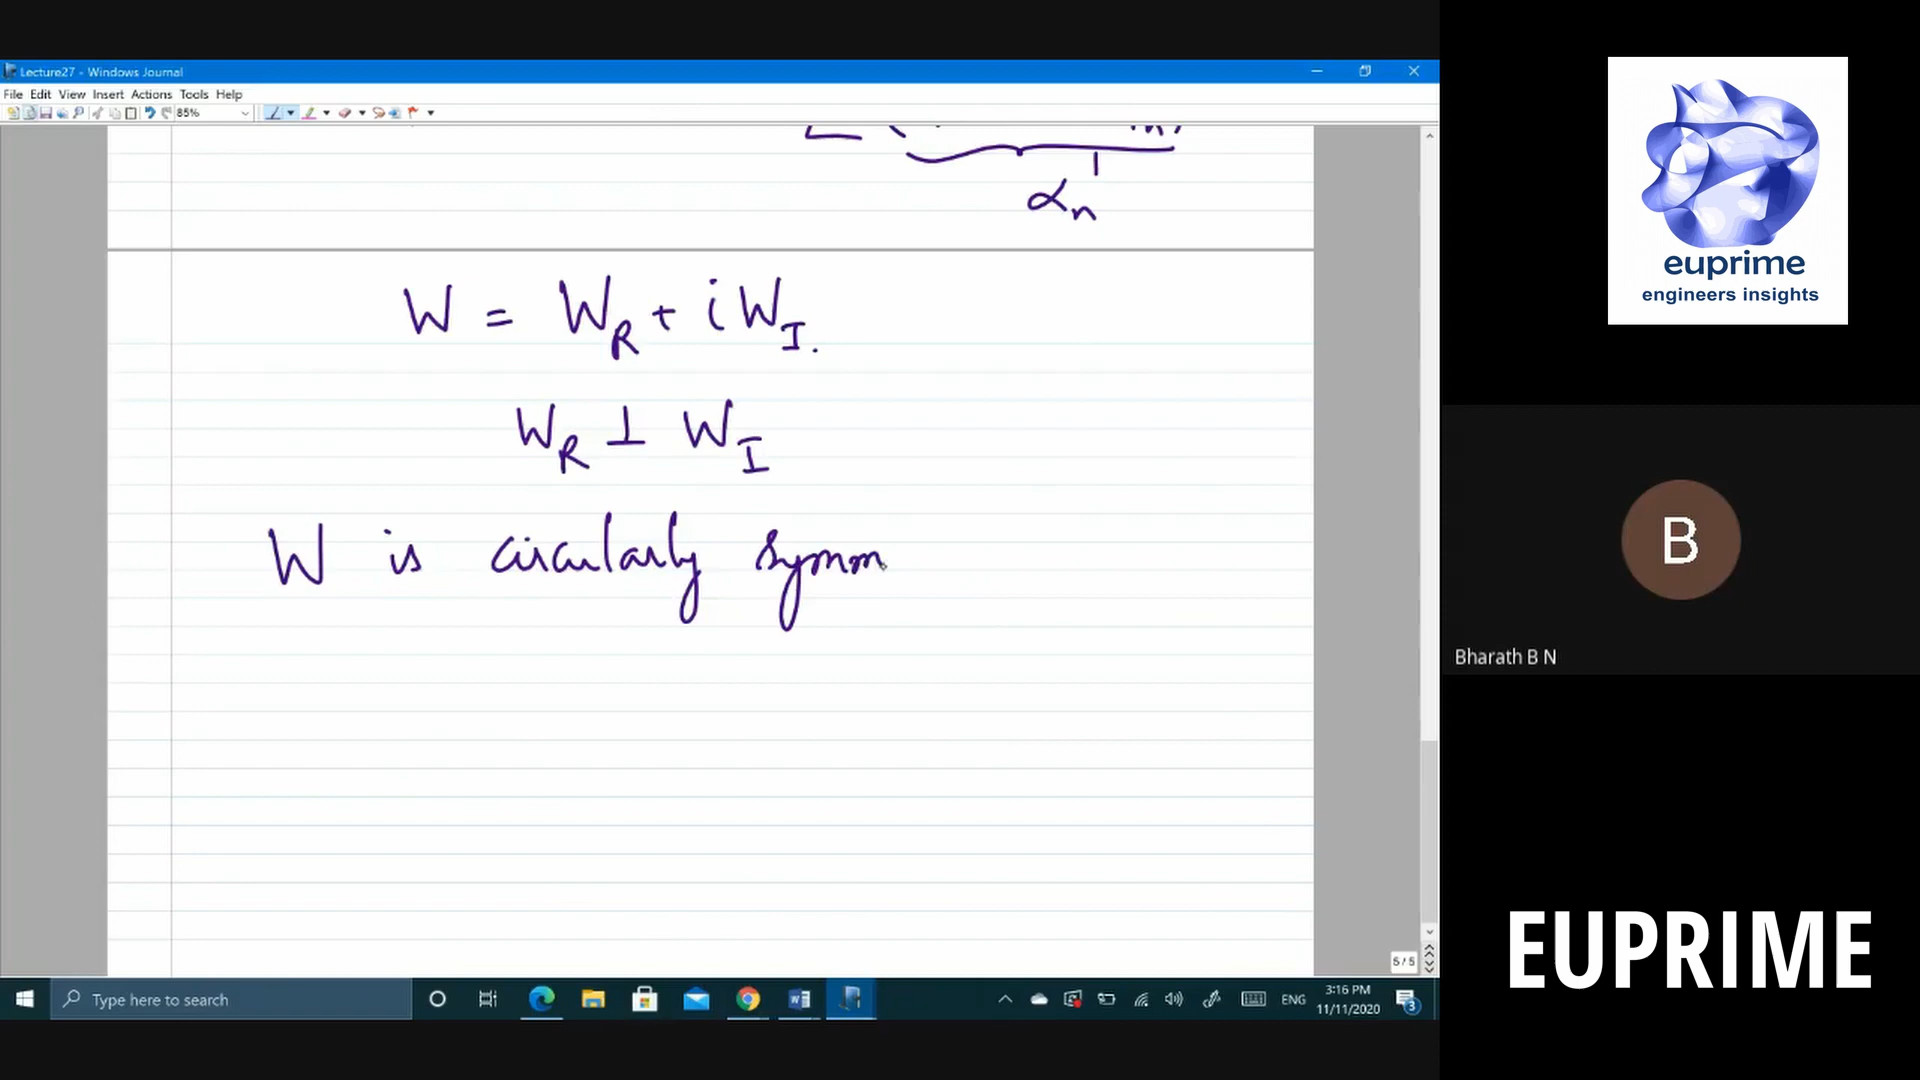 Lecture27 - Windows Journal
File Edit View Insert Actions Tools Help
85%
αn
W = WR + i WI.
WR ⊥ WI
W is circularly symm
5 / 5
Type here to search
ENG
3:16 PM
11/11/2020
3
euprime
engineers insights
B
Bharath B N
EUPRIME